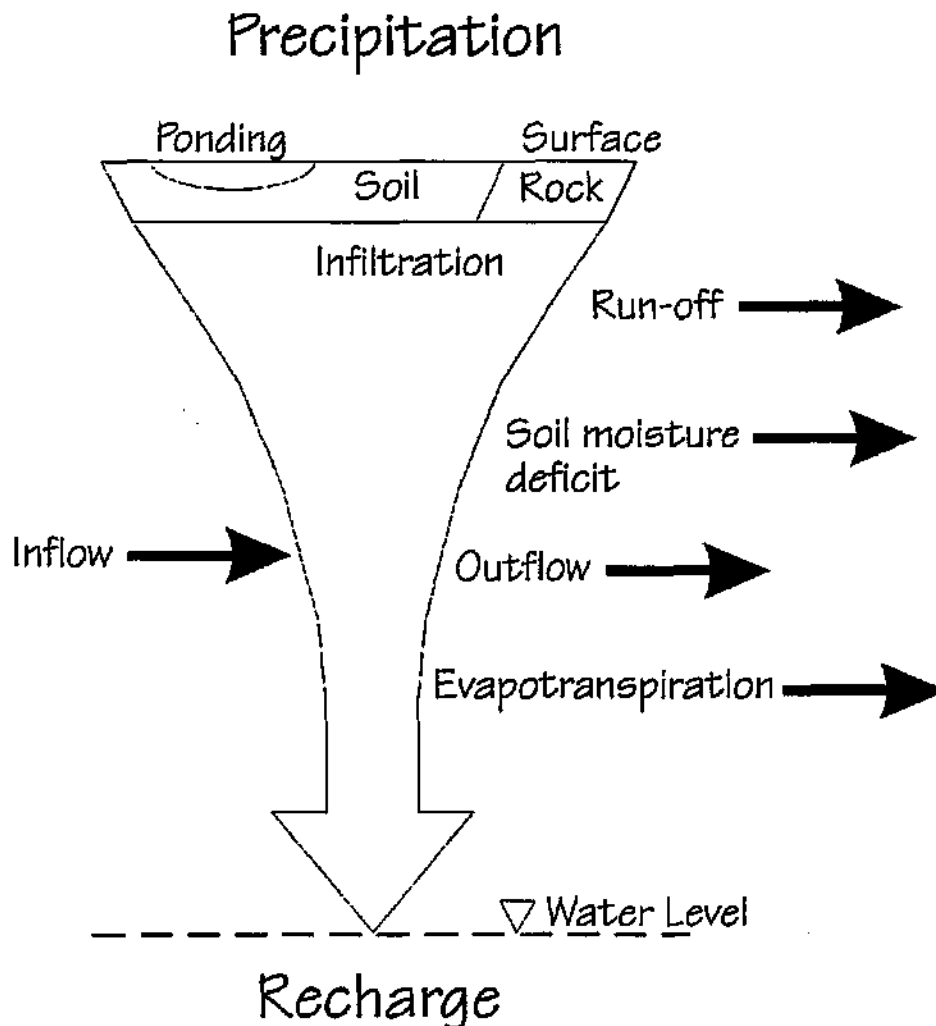 Precipitation
Ponding
Surface
Soil
Rock
Infiltration
Run-off
Soil moisture
deficit
Inflow
Outflow
Evapotranspiration
Water Level
Recharge